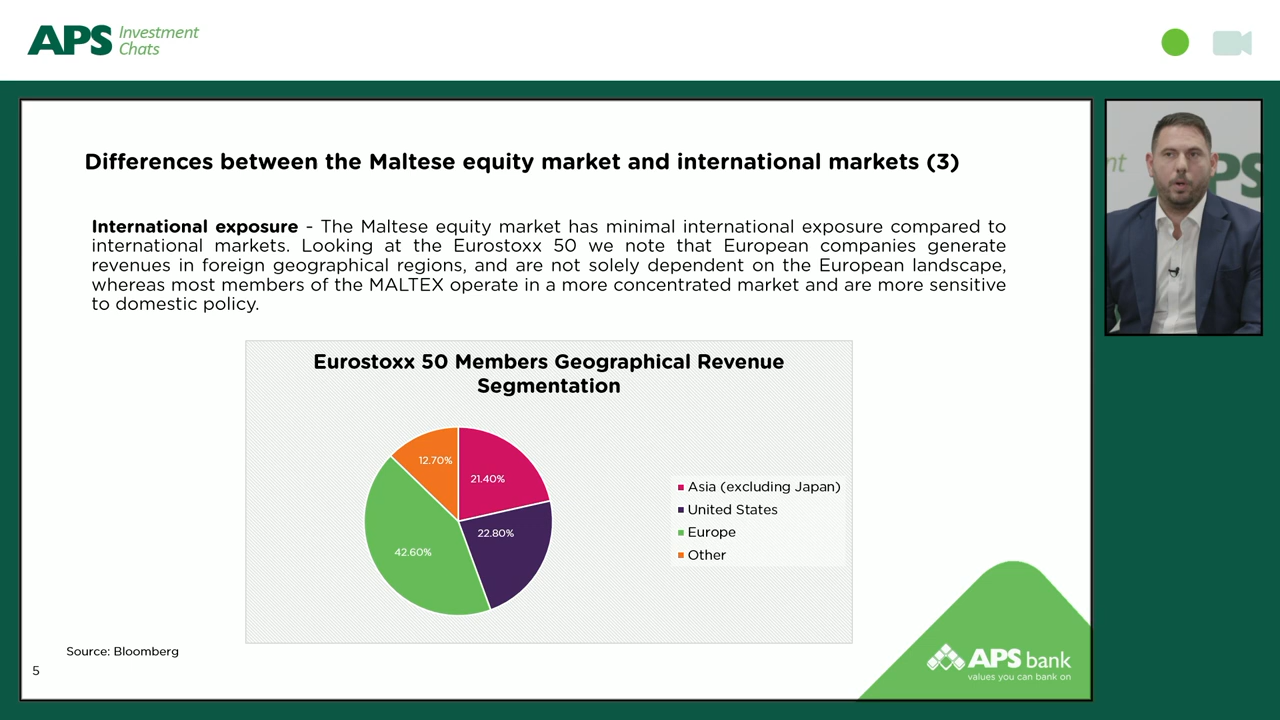 APS Investment
Chats
Differences between the Maltese equity market and international markets (3)
International exposure - The Maltese equity market has minimal international exposure compared to
international markets. Looking at the Eurostoxx 50 we note that European companies generate
revenues in foreign geographical regions, and are not solely dependent on the European landscape,
whereas most members of the MALTEX operate in a more concentrated market and are more sensitive
to domestic policy.
Eurostoxx 50 Members Geographical Revenue
Segmentation
12.70%
21.40%
22.80%
42.60%
Asia (excluding Japan)
United States
Europe
Other
Source: Bloomberg
5
APS bank
values you can bank on
nt
APS